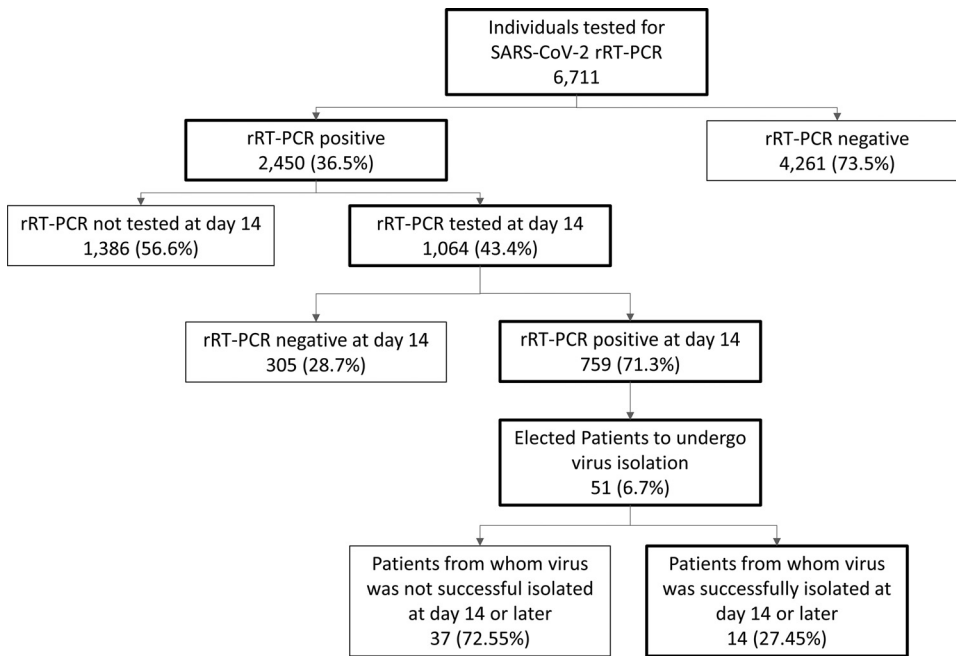 Individuals tested for
SARS-CoV-2 rRT-PCR
6,711
rRT-PCR positive
2,450 (36.5%)
rRT-PCR negative
4,261 (73.5%)
rRT-PCR not tested at day 14
1,386 (56.6%)
rRT-PCR tested at day 14
1,064 (43.4%)
rRT-PCR negative at day 14
305 (28.7%)
rRT-PCR positive at day 14
759 (71.3%)
Elected Patients to undergo
virus isolation
51 (6.7%)
Patients from whom virus
was not successful isolated
at day 14 or later
37 (72.55%)
Patients from whom virus
was successfully isolated at
day 14 or later
14 (27.45%)